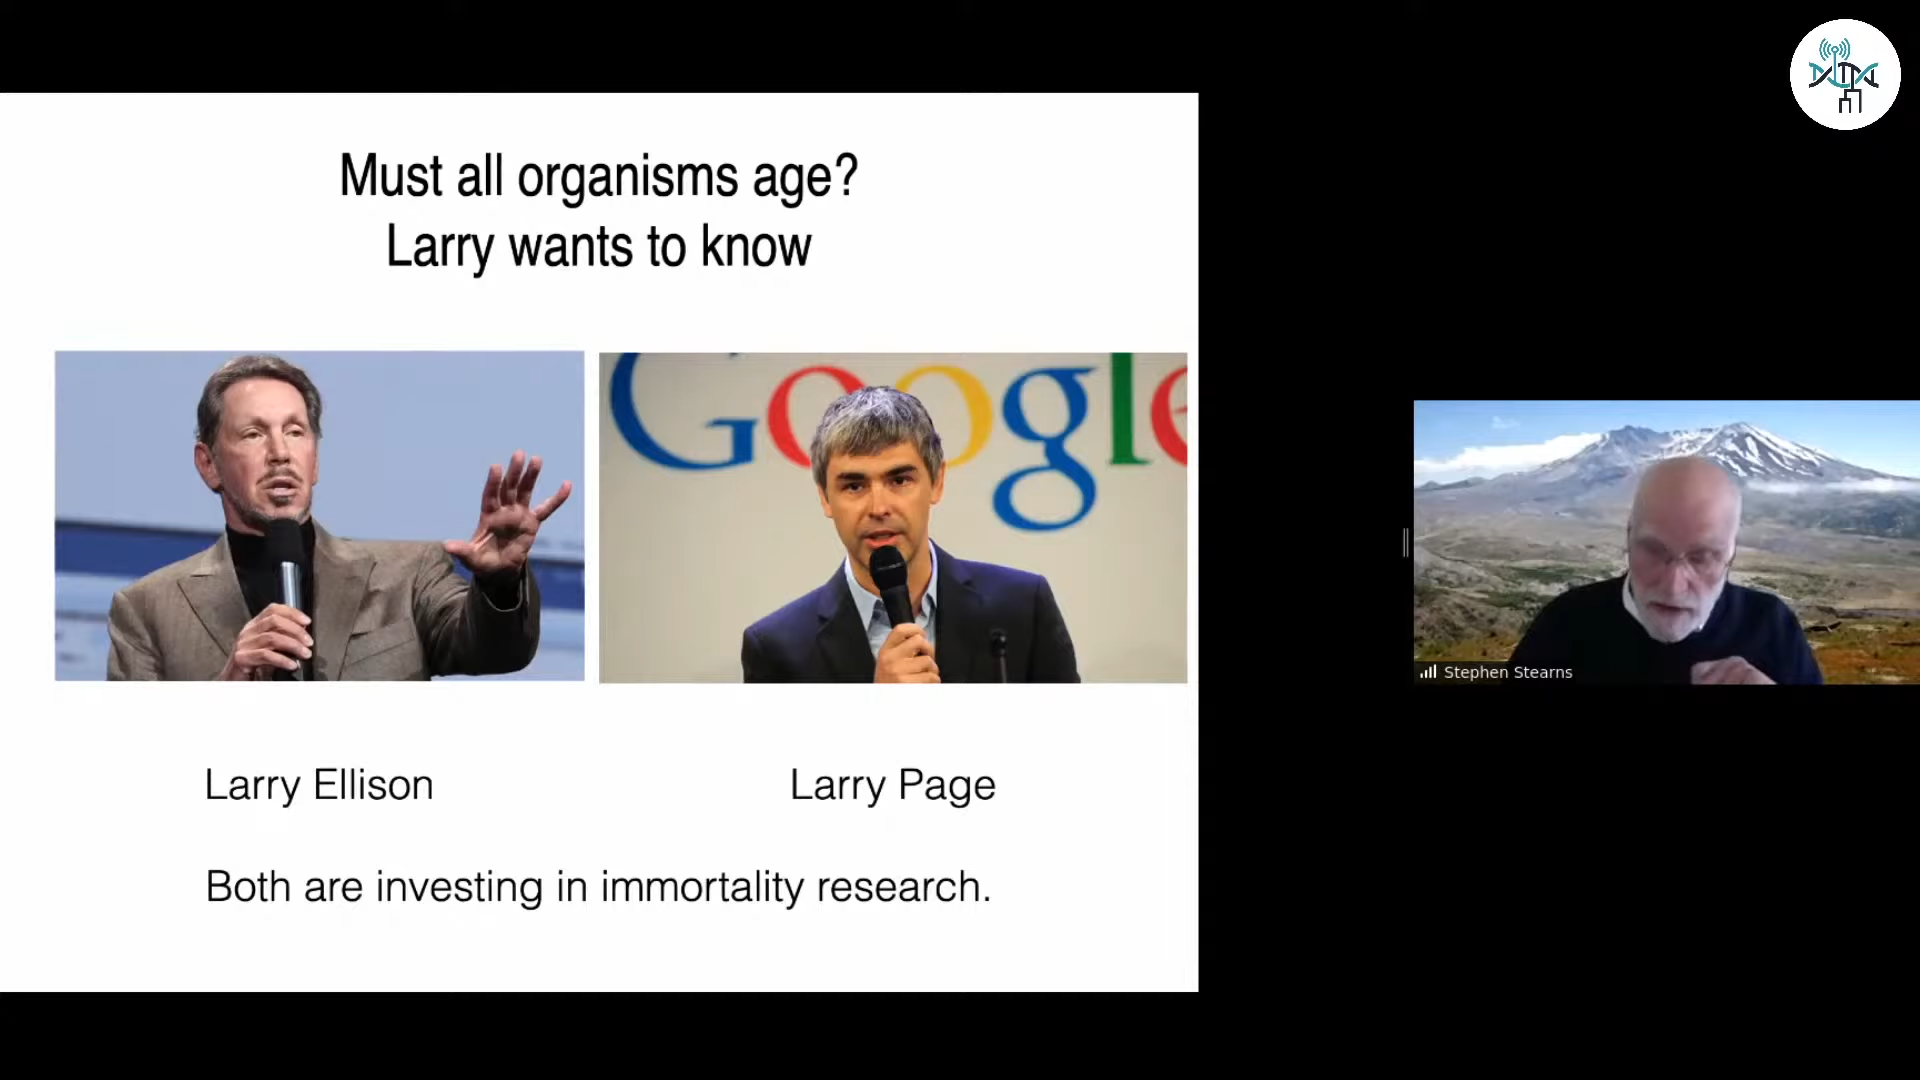 Must all organisms age?
Larry wants to know
Google
Larry Ellison
Larry Page
Both are investing in immortality research.
Stephen Stearns